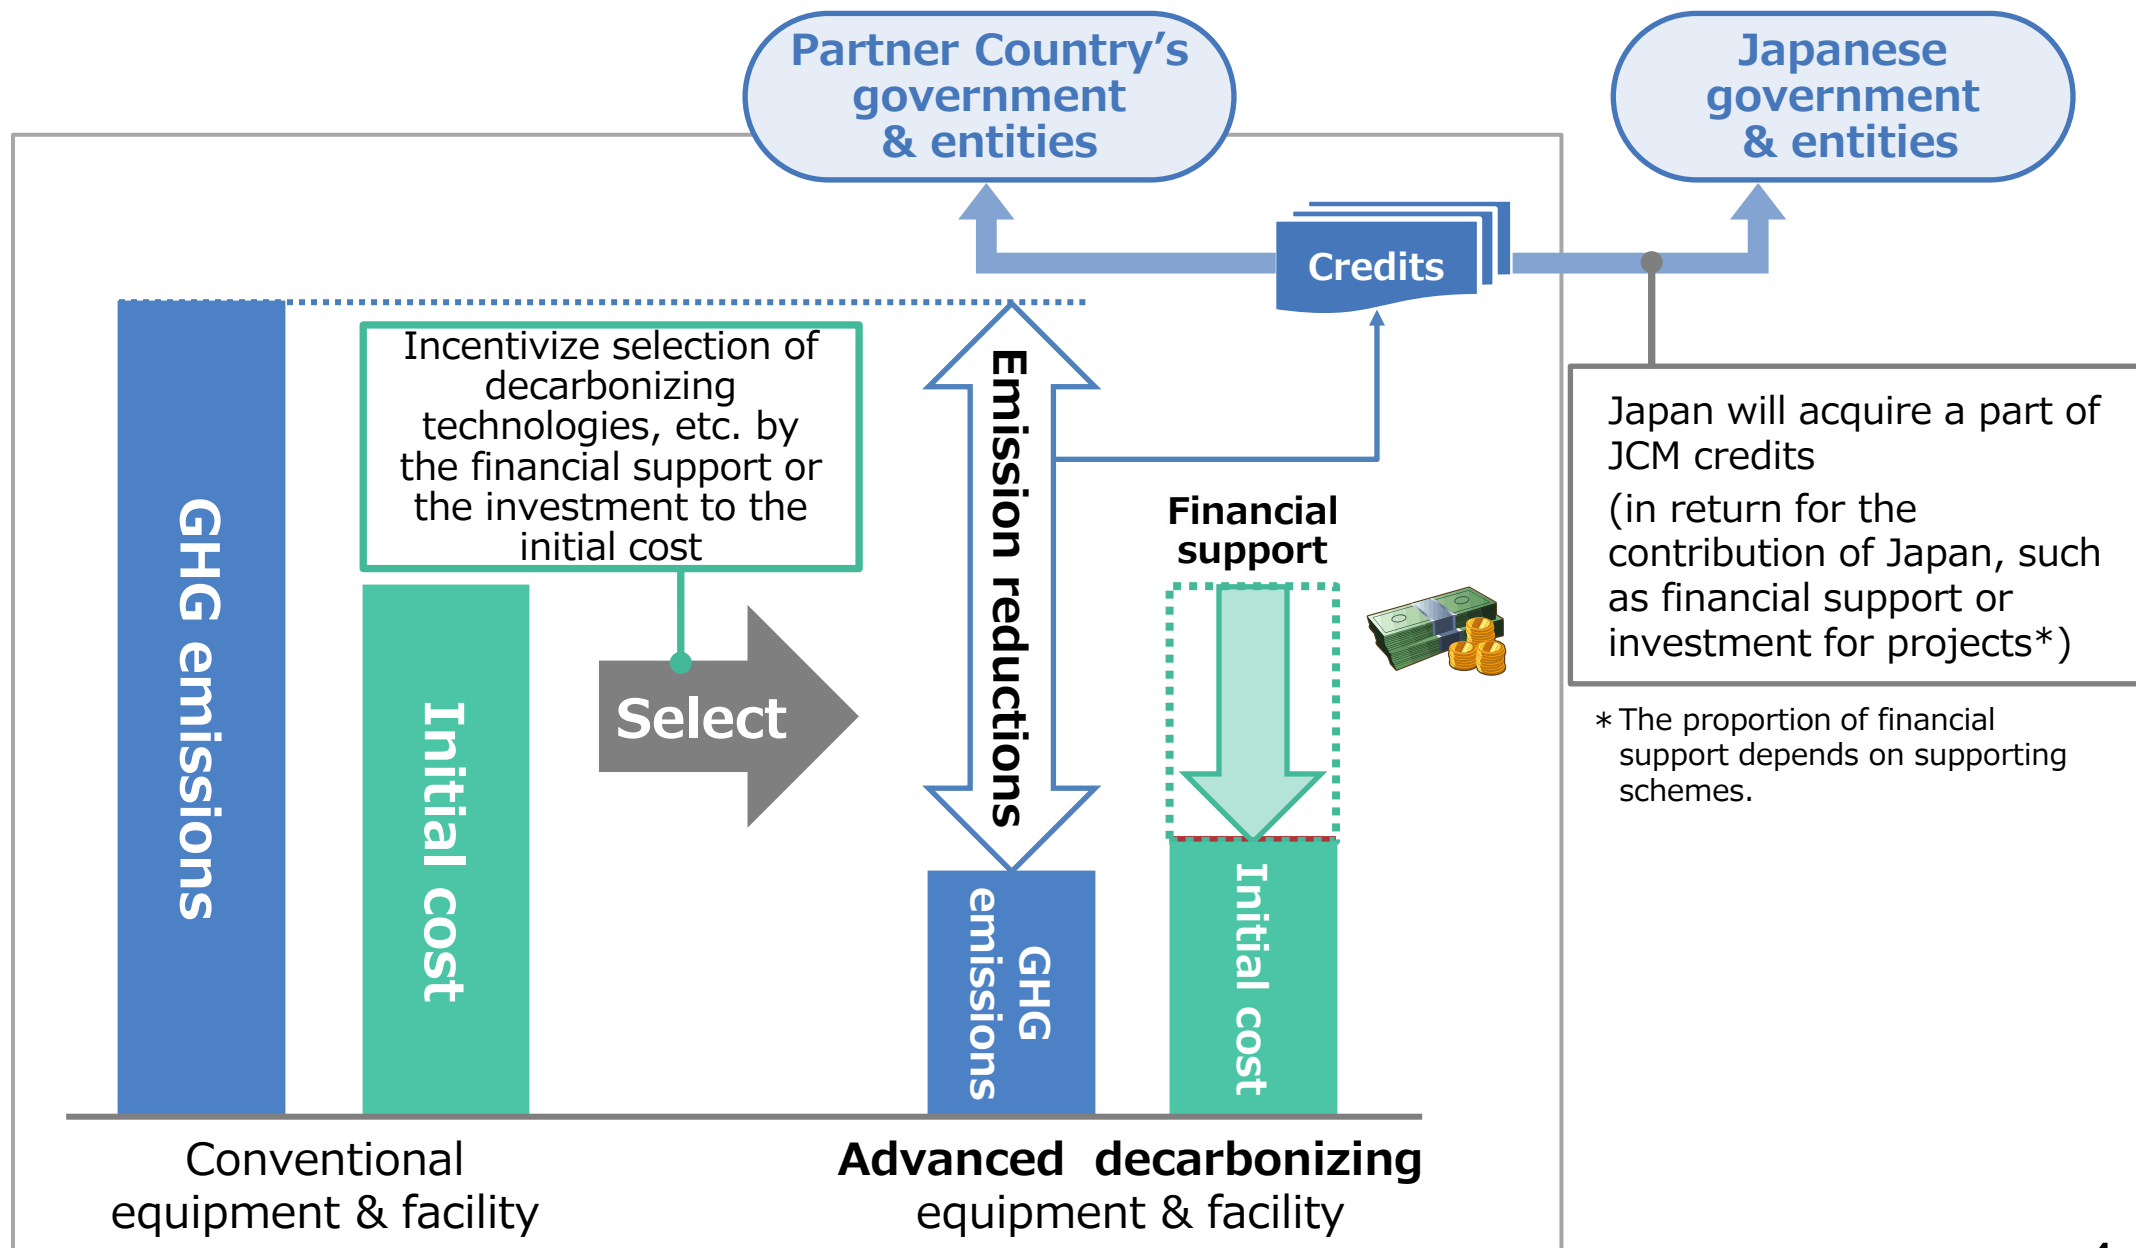 Partner Country’s
government
& entities
Japanese
government
& entities
Credits
Incentivize selection of
decarbonizing
technologies, etc. by
the financial support or
the investment to the
initial cost
GHG emissions
Initial cost
Select
Emission reductions
Financial
support
GHG
emissions
Initial cost
Japan will acquire a part of
JCM credits
(in return for the
contribution of Japan, such
as financial support or
investment for projects*)
* The proportion of financial
support depends on supporting
schemes.
Conventional
equipment & facility
Advanced decarbonizing
equipment & facility